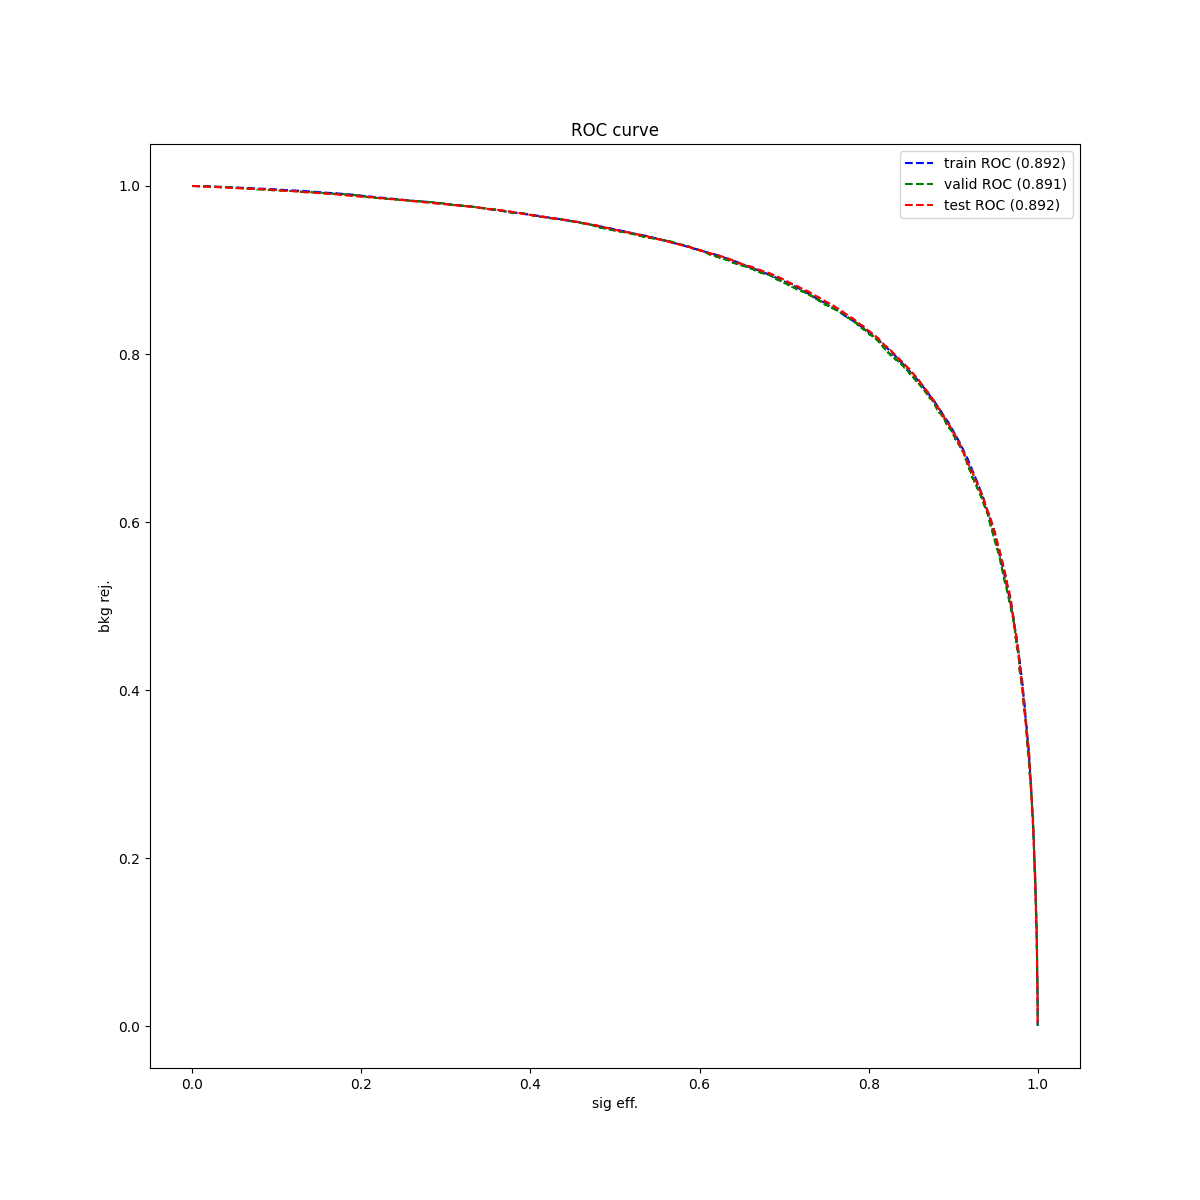 ROC curve
train ROC (0.892)
valid ROC (0.891)
test ROC (0.892)
1.0
0.8
0.6
0.4
0.2
0.0
bkg rej.
0.0 0.2 0.4 0.6 0.8 1.0
sig eff.